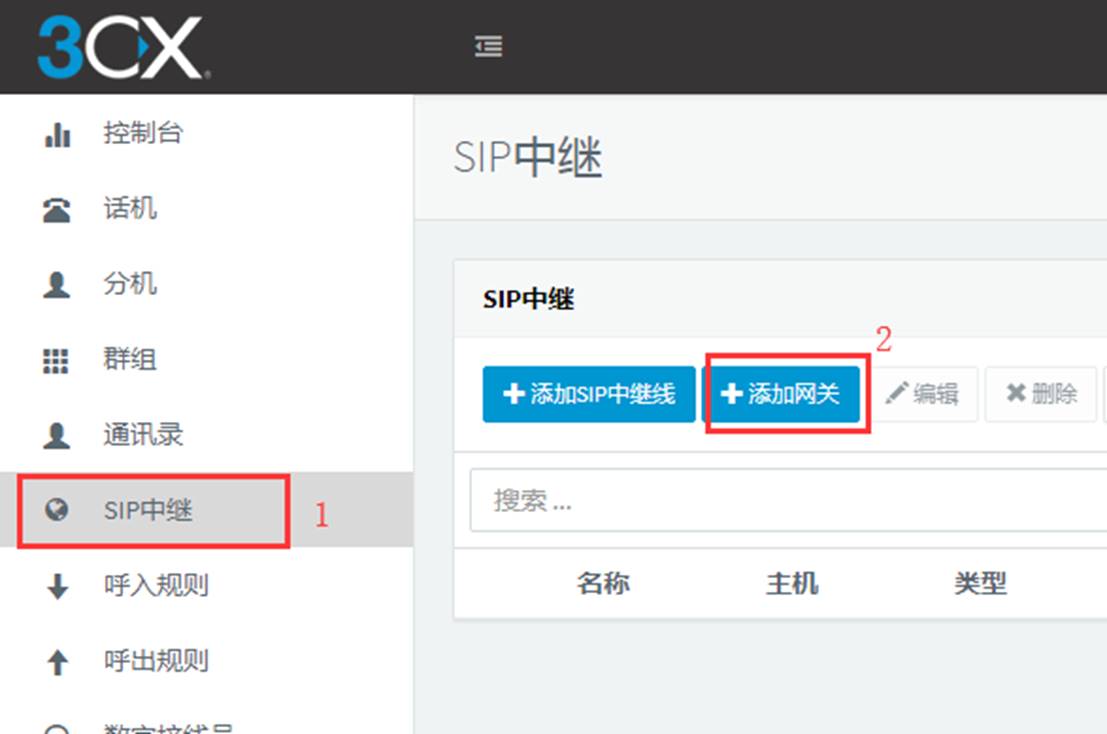 3CX®
控制台
话机
分机
群组
通讯录
SIP中继
1
呼入规则
呼出规则
SIP中继
SIP中继
2
添加SIP中继线 添加网关 编辑 删除
搜索 ...
名称 主机 类型